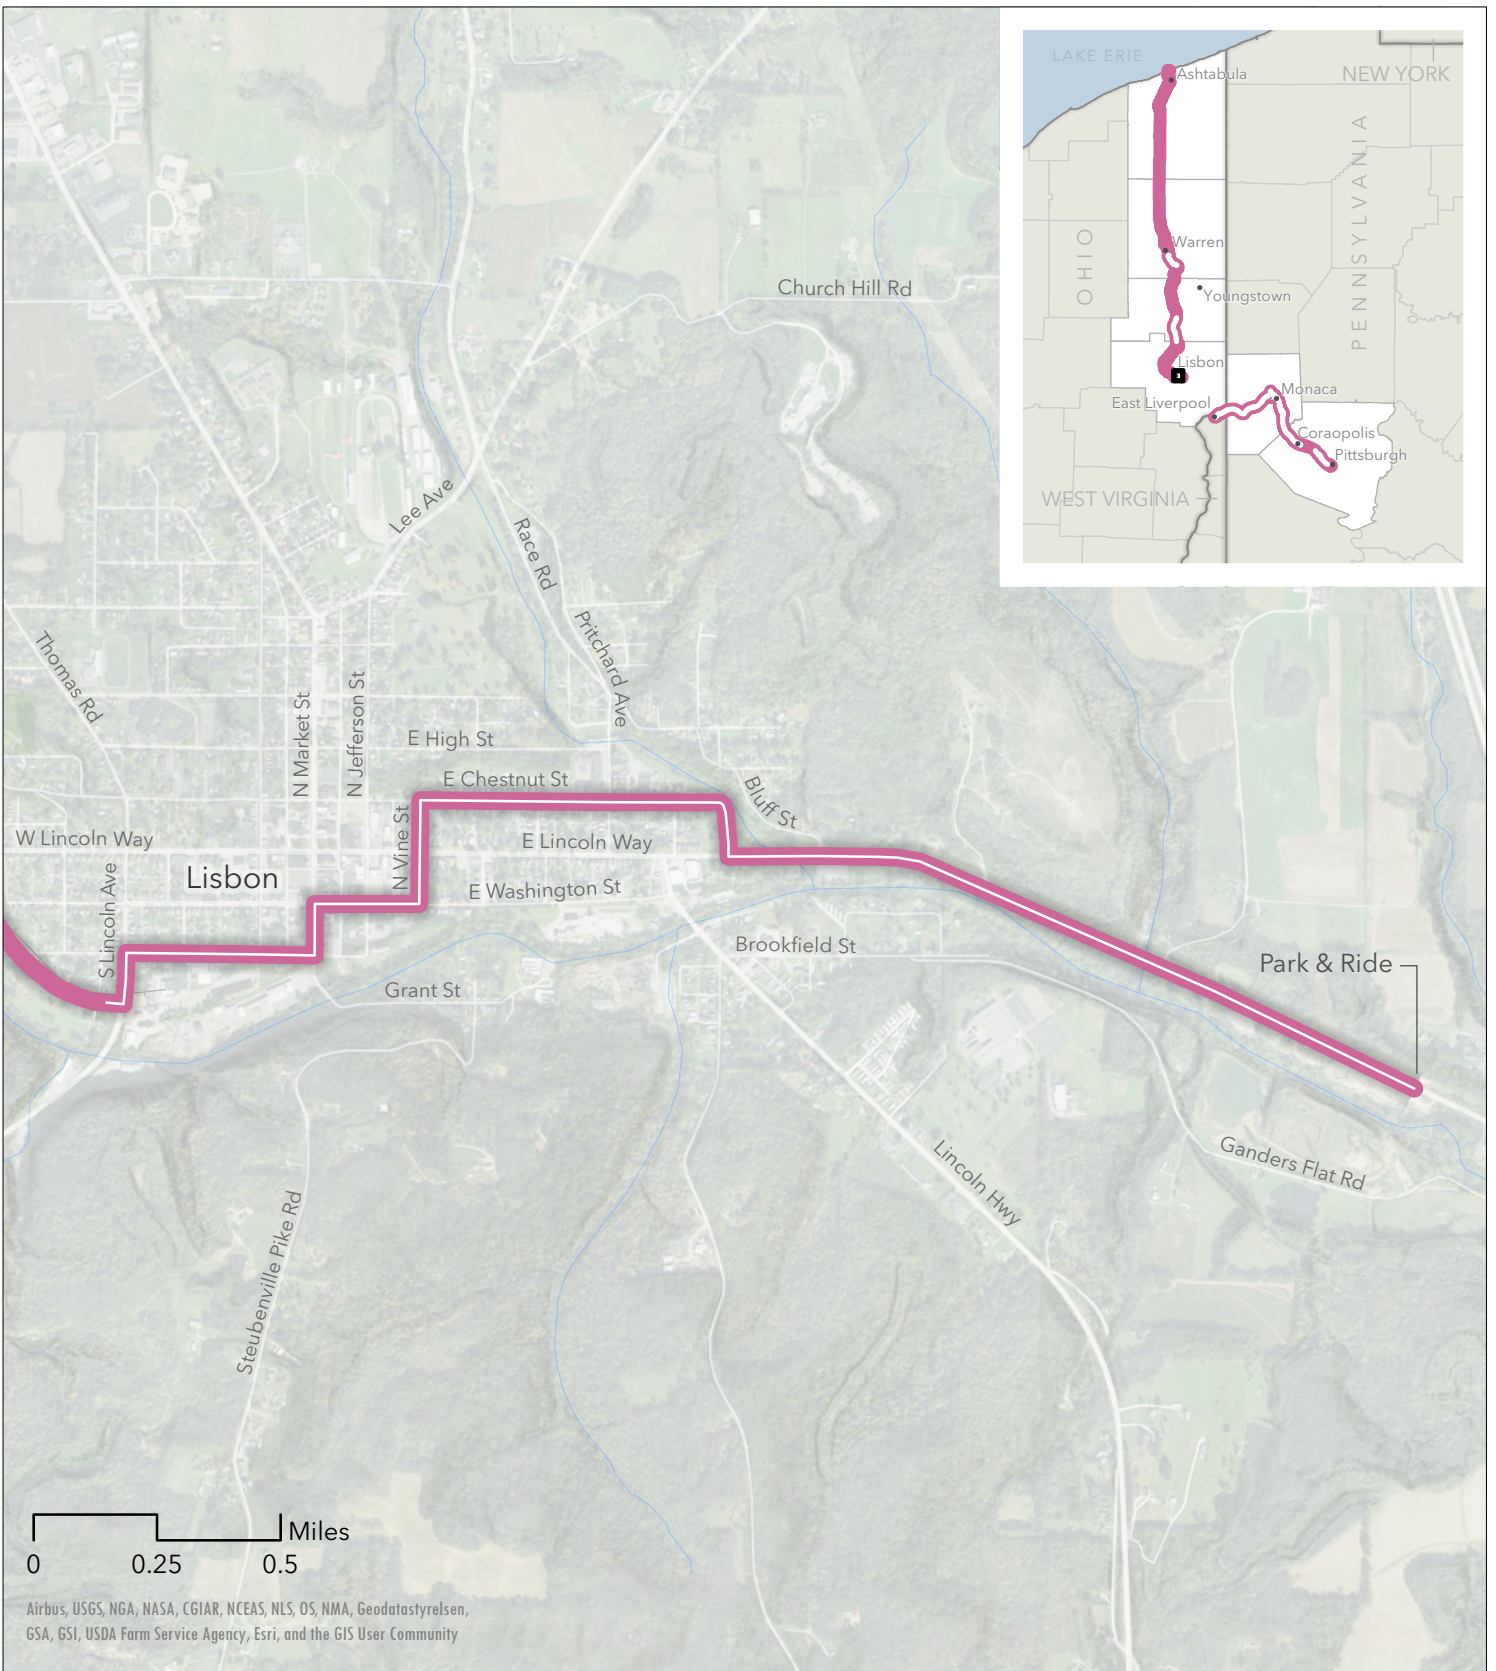 LAKE ERIE
Ashtabula
NEW YORK
PENNSYLVANIA
OHIO
Warren
Youngstown
Lisbon
East Liverpool
Monaca
Coraopolis
Pittsburgh
WEST VIRGINIA
Church Hill Rd
Lee Ave
Race Rd
Pritchard Ave
Thomas Rd
N Market St
N Jefferson St
E High St
E Chestnut St
Bluff St
W Lincoln Way
N Vine St
E Lincoln Way
Lisbon
S Lincoln Ave
E Washington St
Brookfield St
Park & Ride
Grant St
Lincoln Hwy
Ganders Flat Rd
Steubenville Pike Rd
Miles
0 0.25 0.5
Airbus, USGS, NGA, NASA, CGIAR, NCEAS, NLS, OS, NMA, Geodatastyrelsen,
GSA, GSI, USDA Farm Service Agency, Esri, and the GIS User Community